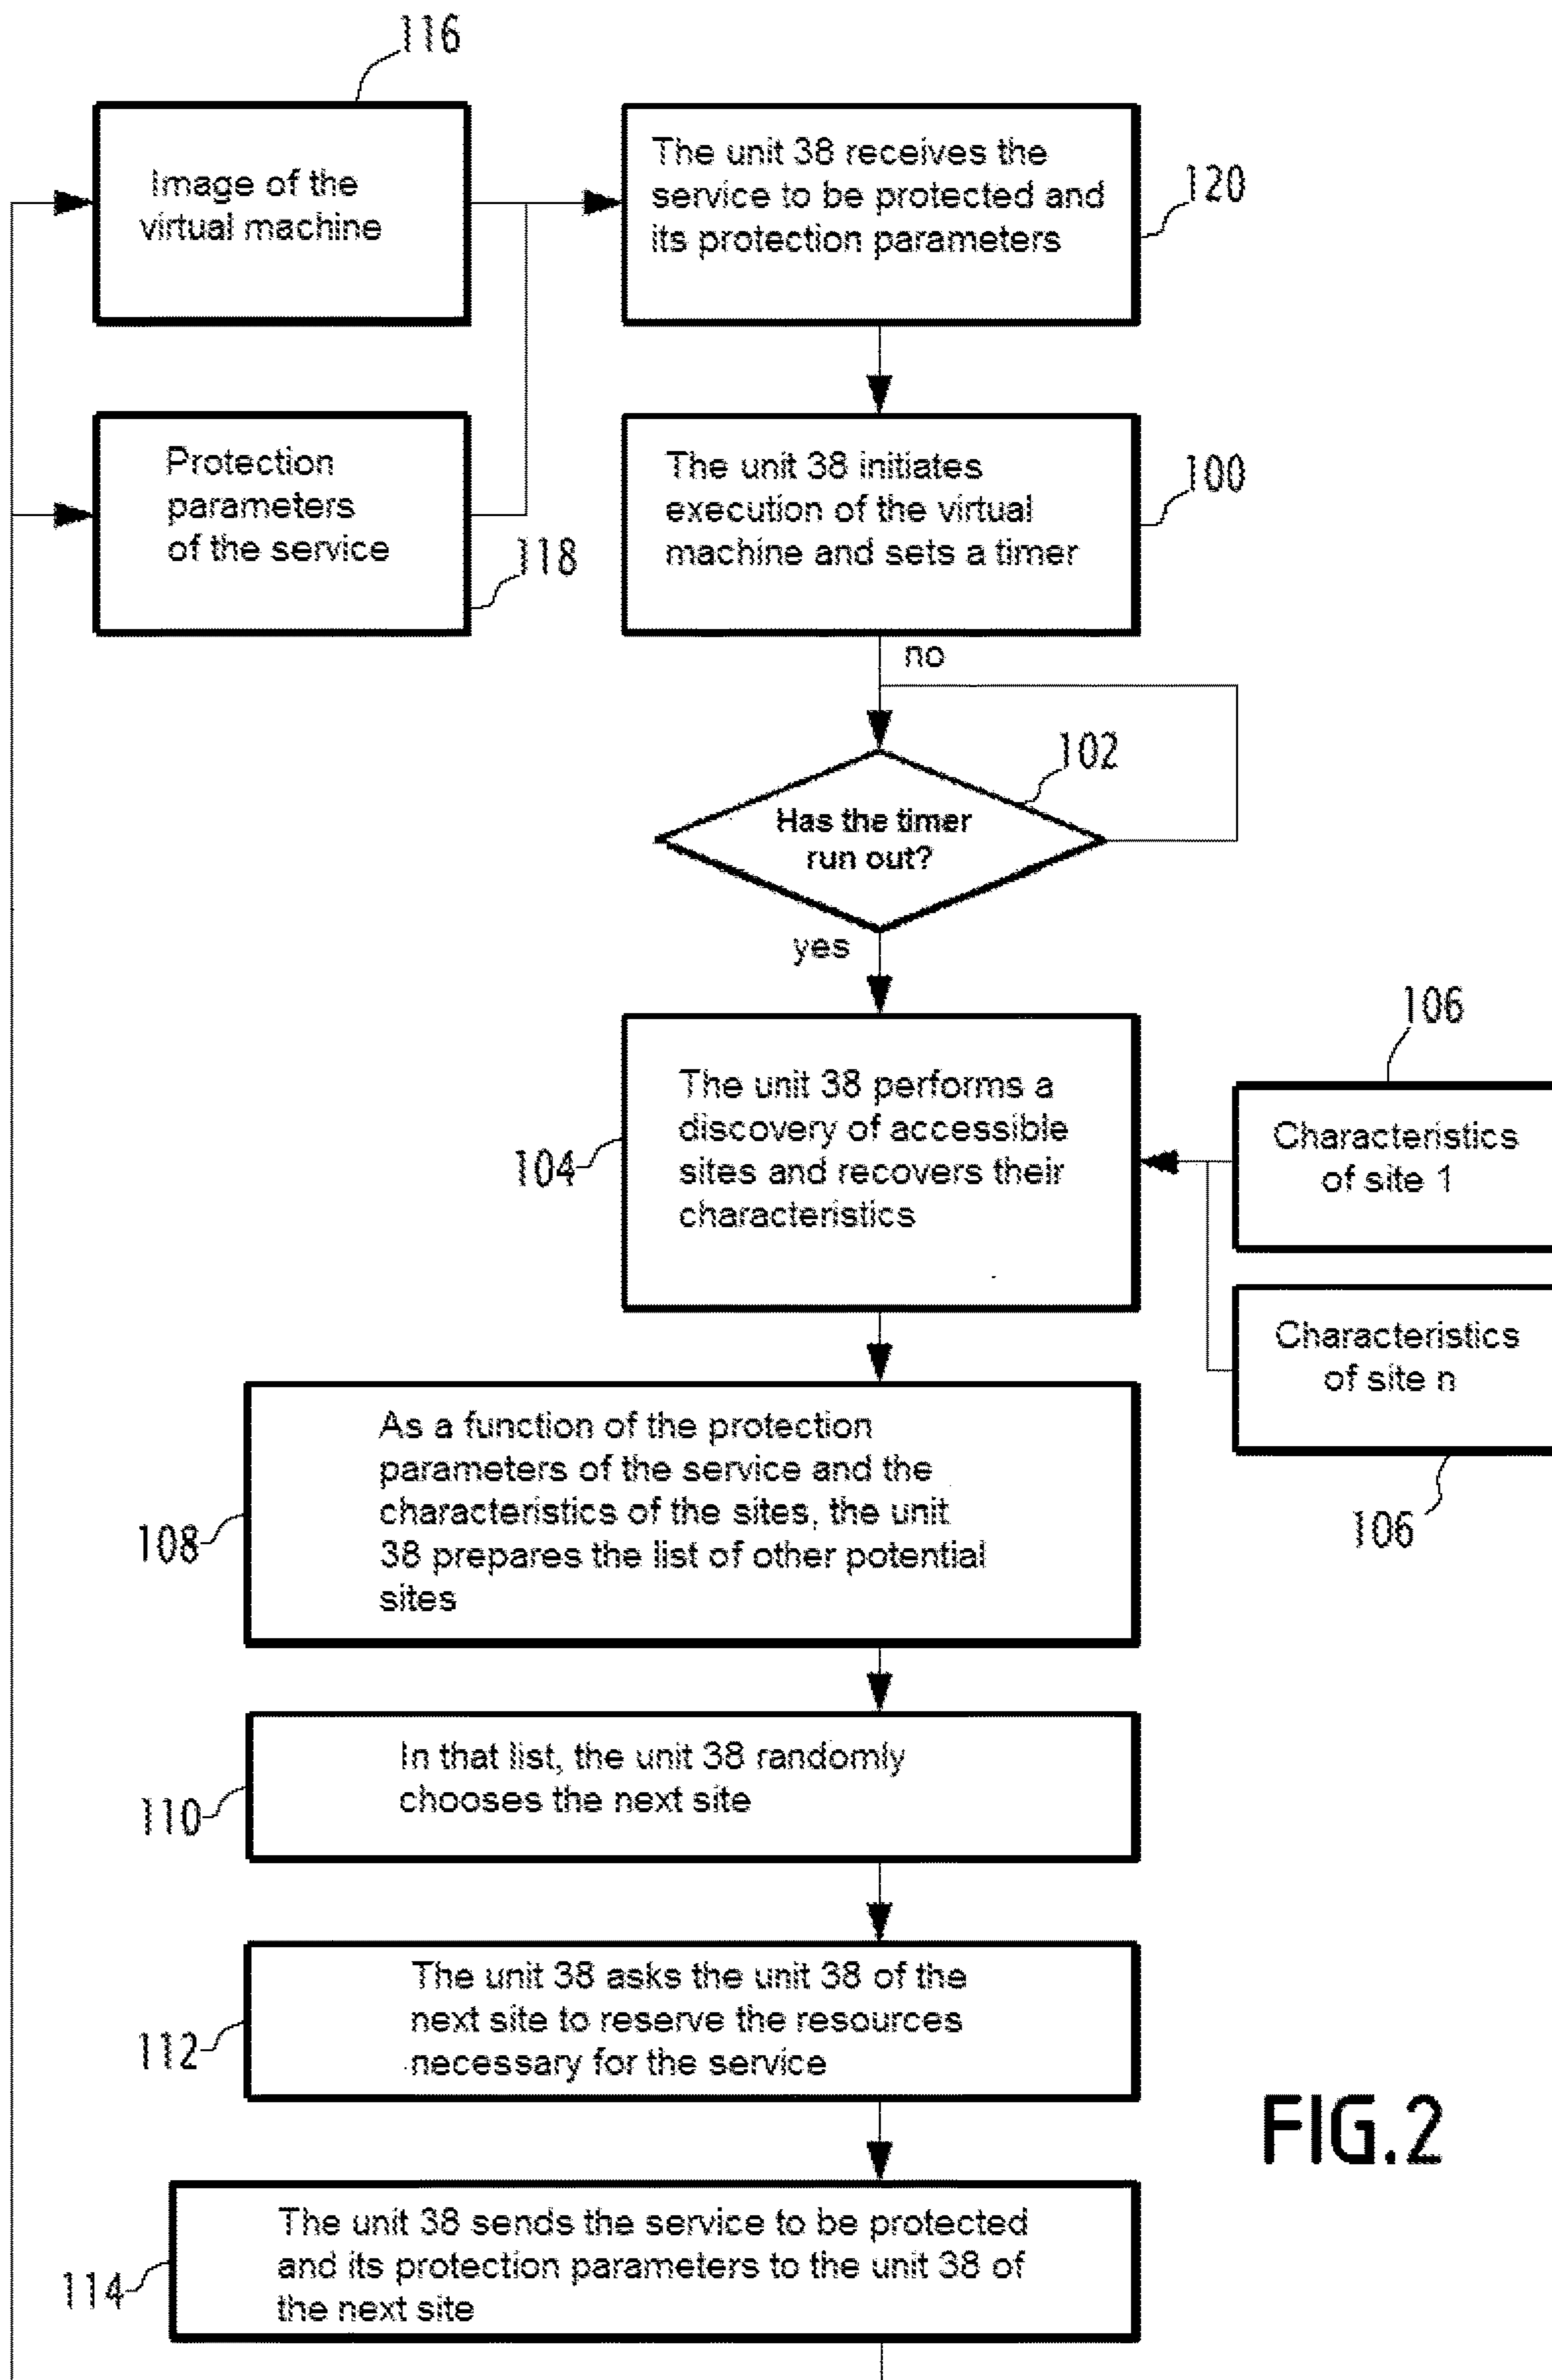 116
Image of the
virtual machine
The unit 38 receives the
service to be protected and
its protection parameters
120
Protection
parameters
of the service
118
The unit 38 initiates
execution of the virtual
machine and sets a timer
100
no
102
Has the timer
run out?
yes
104
The unit 38 performs a
discovery of accessible
sites and recovers their
characteristics
106
Characteristics
of site 1
Characteristics
of site n
106
108
As a function of the protection
parameters of the service and the
characteristics of the sites, the unit
38 prepares the list of other potential
sites
110
In that list, the unit 38 randomly
chooses the next site
112
The unit 38 asks the unit 38 of the
next site to reserve the resources
necessary for the service
114
The unit 38 sends the service to be protected
and its protection parameters to the unit 38 of
the next site
FIG.2